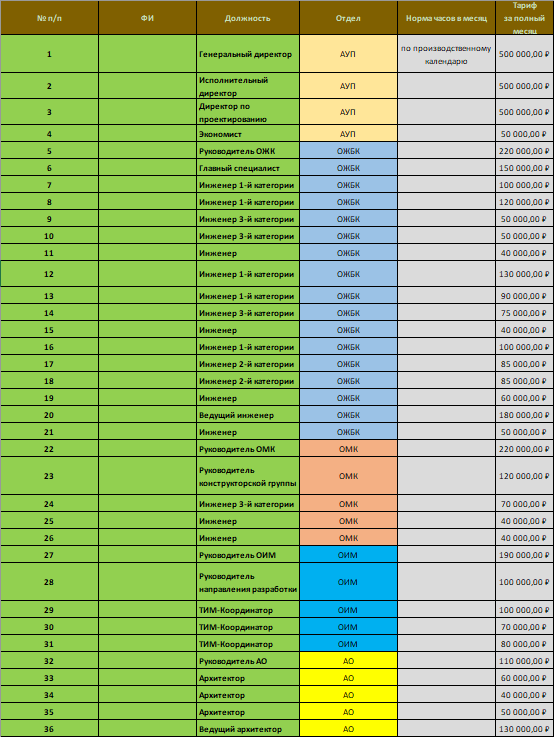 № п/п ФИ Должность Отдел Норма часов в месяц Тариф за полный месяц
1 Генеральный директор АУП по производственному календарю 500 000,00 ₽
2 Исполнительный директор АУП 500 000,00 ₽
3 Директор по проектированию АУП 500 000,00 ₽
4 Экономист АУП 50 000,00 ₽
5 Руководитель ОЖК ОЖБК 220 000,00 ₽
6 Главный специалист ОЖБК 150 000,00 ₽
7 Инженер 1-й категории ОЖБК 100 000,00 ₽
8 Инженер 1-й категории ОЖБК 120 000,00 ₽
9 Инженер 3-й категории ОЖБК 50 000,00 ₽
10 Инженер 3-й категории ОЖБК 50 000,00 ₽
11 Инженер ОЖБК 40 000,00 ₽
12 Инженер 1-й категории ОЖБК 130 000,00 ₽
13 Инженер 1-й категории ОЖБК 90 000,00 ₽
14 Инженер 3-й категории ОЖБК 75 000,00 ₽
15 Инженер ОЖБК 40 000,00 ₽
16 Инженер 1-й категории ОЖБК 100 000,00 ₽
17 Инженер 2-й категории ОЖБК 85 000,00 ₽
18 Инженер 2-й категории ОЖБК 85 000,00 ₽
19 Инженер ОЖБК 60 000,00 ₽
20 Ведущий инженер ОЖБК 180 000,00 ₽
21 Инженер ОЖБК 50 000,00 ₽
22 Руководитель ОМК ОМК 220 000,00 ₽
23 Руководитель конструкторской группы ОМК 120 000,00 ₽
24 Инженер 3-й категории ОМК 70 000,00 ₽
25 Инженер ОМК 40 000,00 ₽
26 Инженер ОМК 40 000,00 ₽
27 Руководитель ОИМ ОИМ 190 000,00 ₽
28 Руководитель направления разработки ОИМ 100 000,00 ₽
29 ТИМ-Координатор ОИМ 100 000,00 ₽
30 ТИМ-Координатор ОИМ 70 000,00 ₽
31 ТИМ-Координатор ОИМ 80 000,00 ₽
32 Руководитель АО АО 110 000,00 ₽
33 Архитектор АО 60 000,00 ₽
34 Архитектор АО 40 000,00 ₽
35 Архитектор АО 50 000,00 ₽
36 Ведущий архитектор АО 130 000,00 ₽